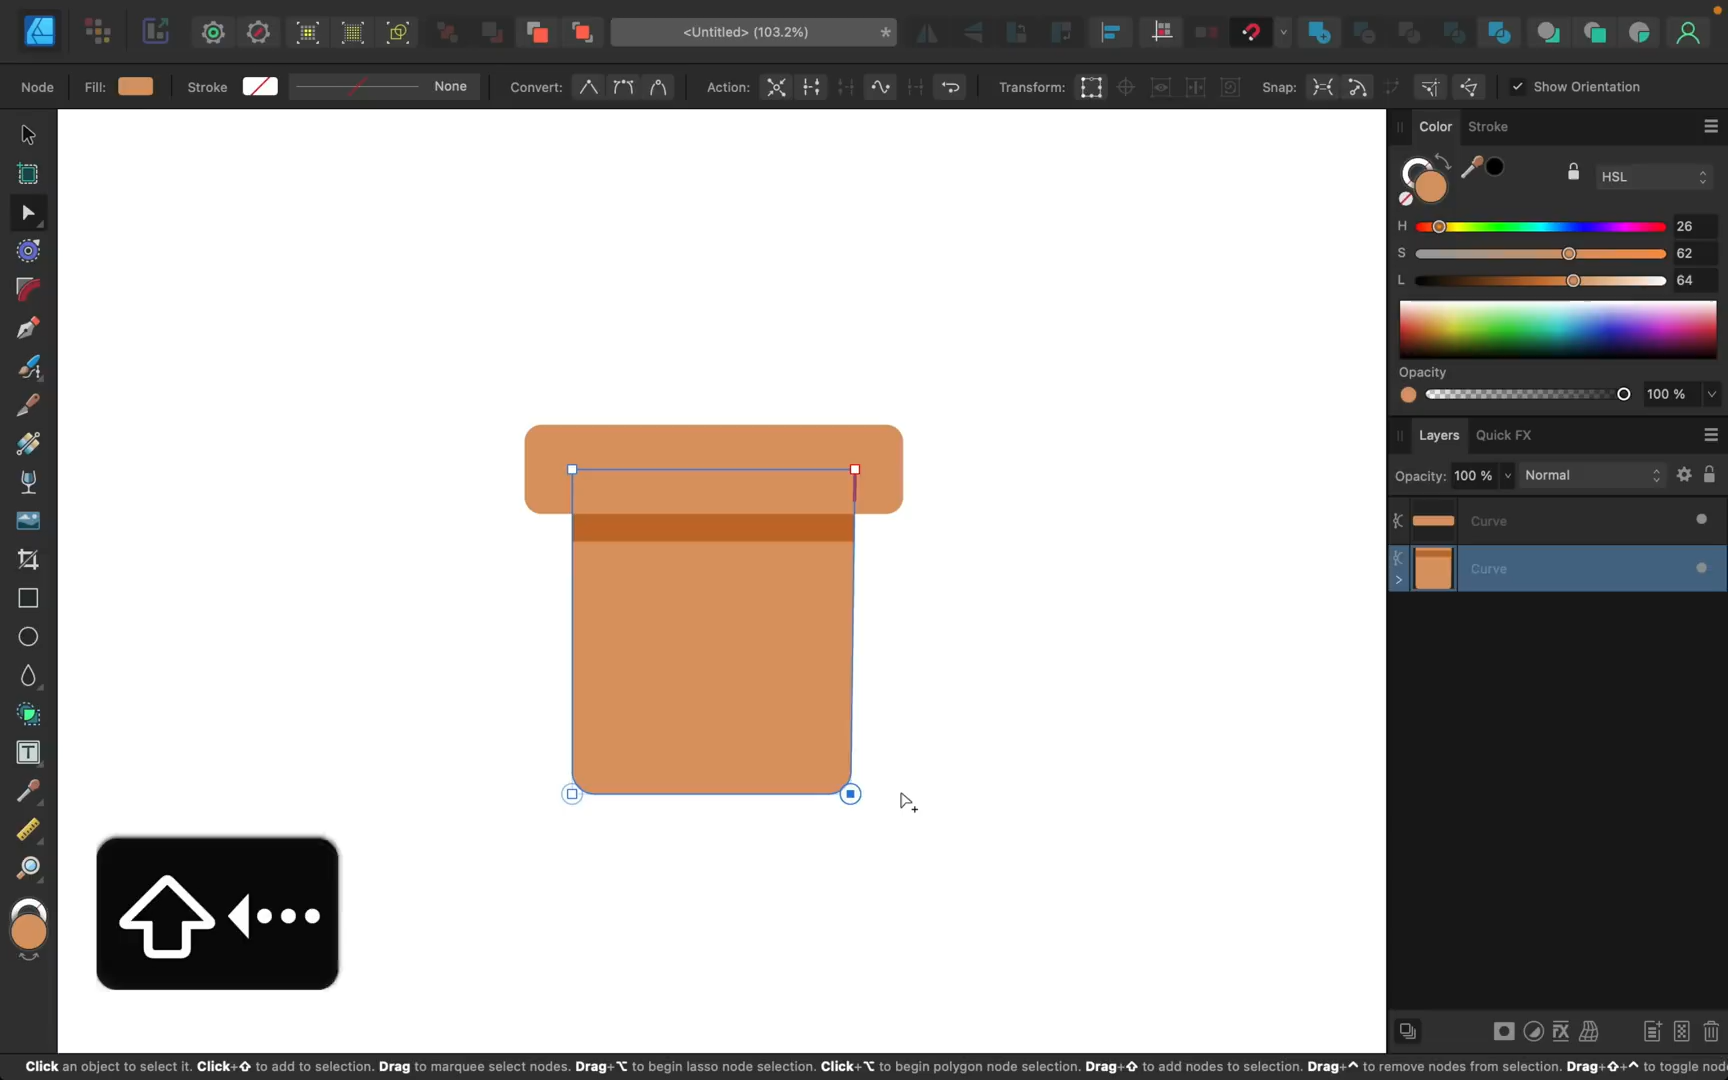 <Untitled> (103.2%)
*
Node
Fill:
Stroke
None
Convert:
Action:
Transform:
Snap:
Show Orientation
Color
Stroke
HSL
H
26
S
62
L
64
Opacity
100 %
Layers
Quick FX
Opacity: 100 %
Normal
Curve
Curve
Click an object to select it. Click+⇧ to add to selection. Drag to marquee select nodes. Drag+⌥ to begin lasso node selection. Click+⌥ to begin polygon node selection. Drag+⇧ to add nodes to selection. Drag+^ to remove nodes from selection. Drag+⇧+^ to toggle nod